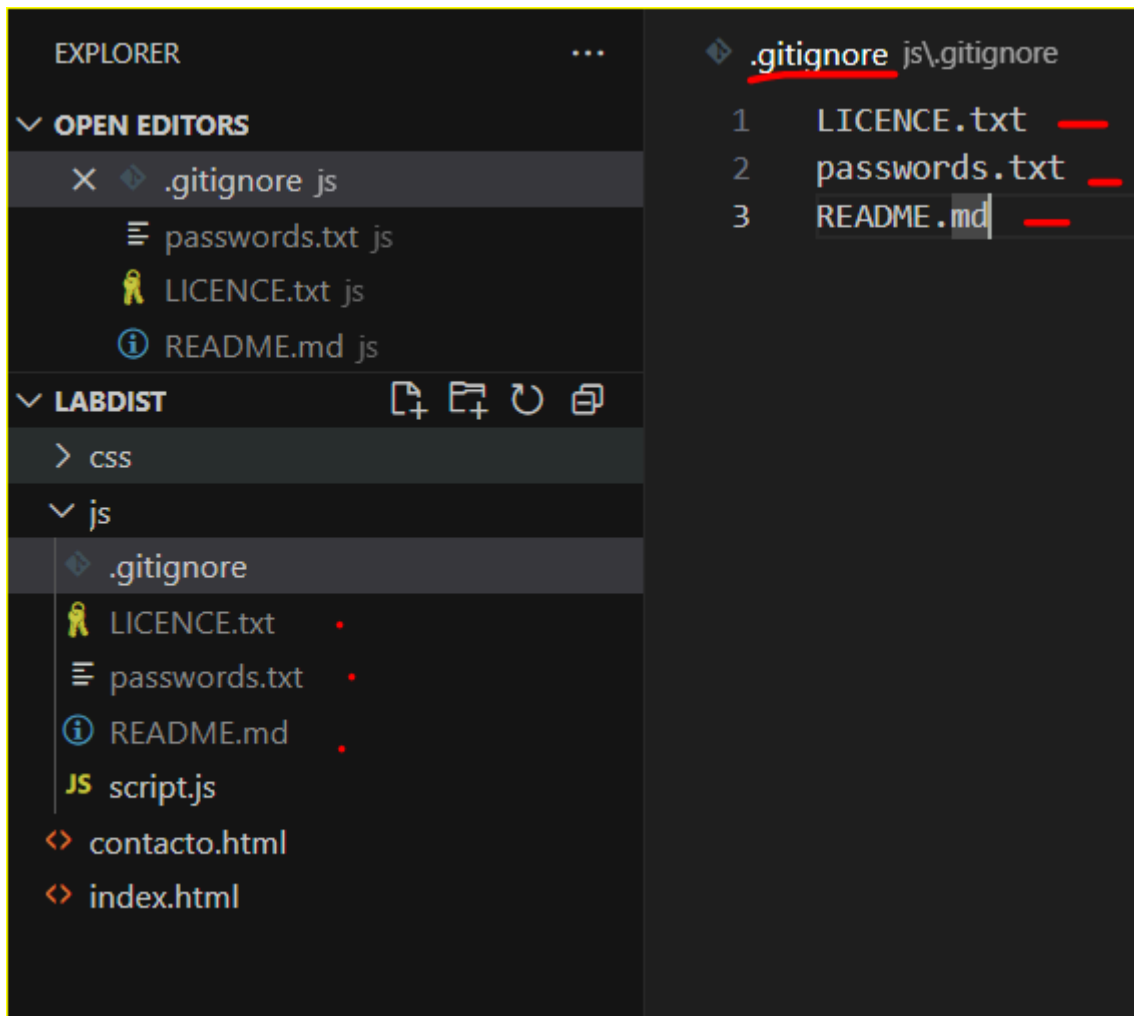 EXPLORER ...
OPEN EDITORS
.gitignore js
passwords.txt js
LICENCE.txt js
README.md js
LABDIST
css
js
.gitignore
LICENCE.txt
passwords.txt
README.md
JS script.js
contacto.html
index.html
.gitignore js\.gitignore
1 LICENCE.txt
2 passwords.txt
3 README.md